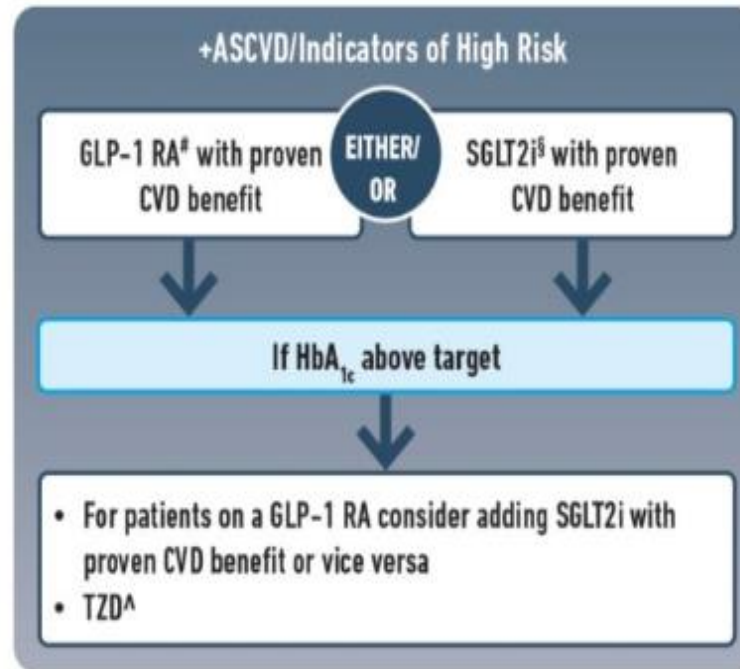 +ASCVD/Indicators of High Risk
GLP-1 RA# with proven
CVD benefit
EITHER/
OR
SGLT2i§ with proven
CVD benefit
If HbA1c above target
• For patients on a GLP-1 RA consider adding SGLT2i with
proven CVD benefit or vice versa
• TZD^